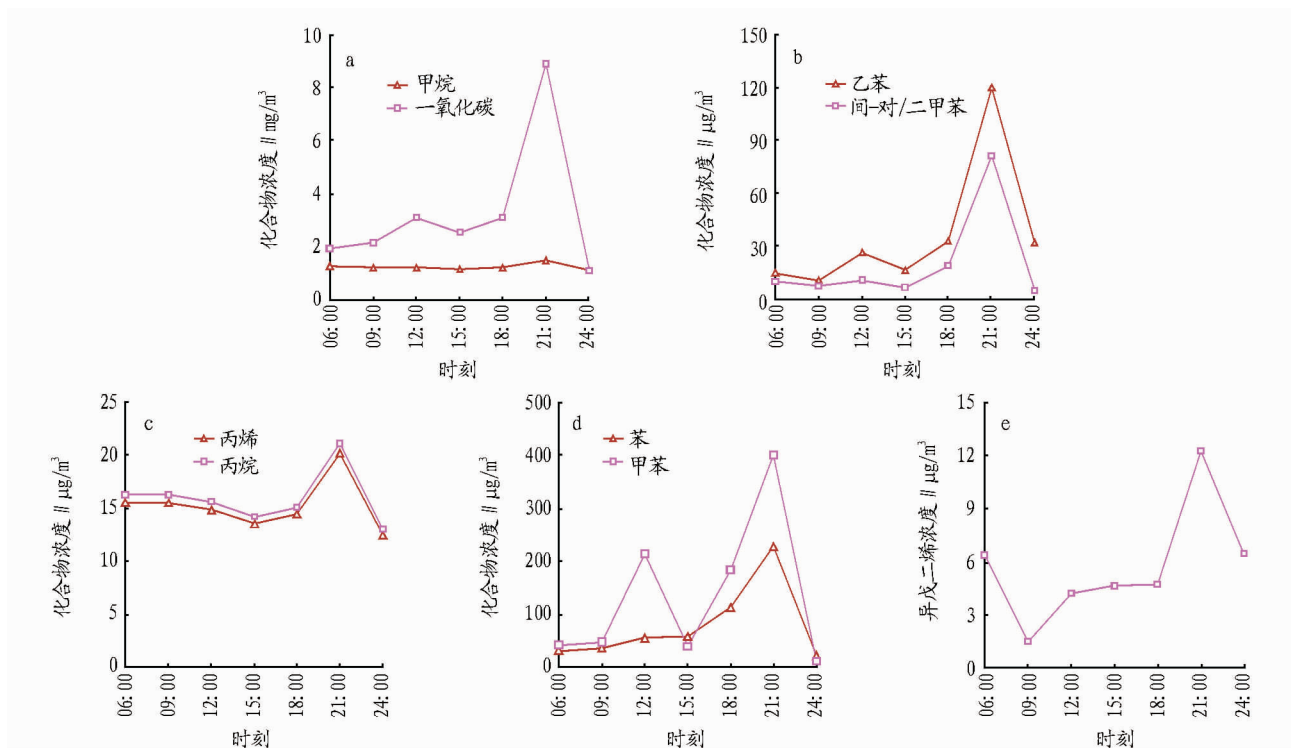 a
甲烷
一氧化碳
化合物浓度∥mg/m³
10
8
6
4
2
0
06:00
09:00
12:00
15:00
18:00
21:00
24:00
时刻
b
乙苯
间-对/二甲苯
化合物浓度∥μg/m³
150
120
90
60
30
0
06:00
09:00
12:00
15:00
18:00
21:00
24:00
时刻
c
丙烯
丙烷
化合物浓度∥μg/m³
25
20
15
10
5
0
06:00
09:00
12:00
15:00
18:00
21:00
24:00
时刻
d
苯
甲苯
化合物浓度∥μg/m³
500
400
300
200
100
0
06:00
09:00
12:00
15:00
18:00
21:00
24:00
时刻
e
异戊二烯浓度∥μg/m³
15
12
9
6
3
0
06:00
09:00
12:00
15:00
18:00
21:00
24:00
时刻